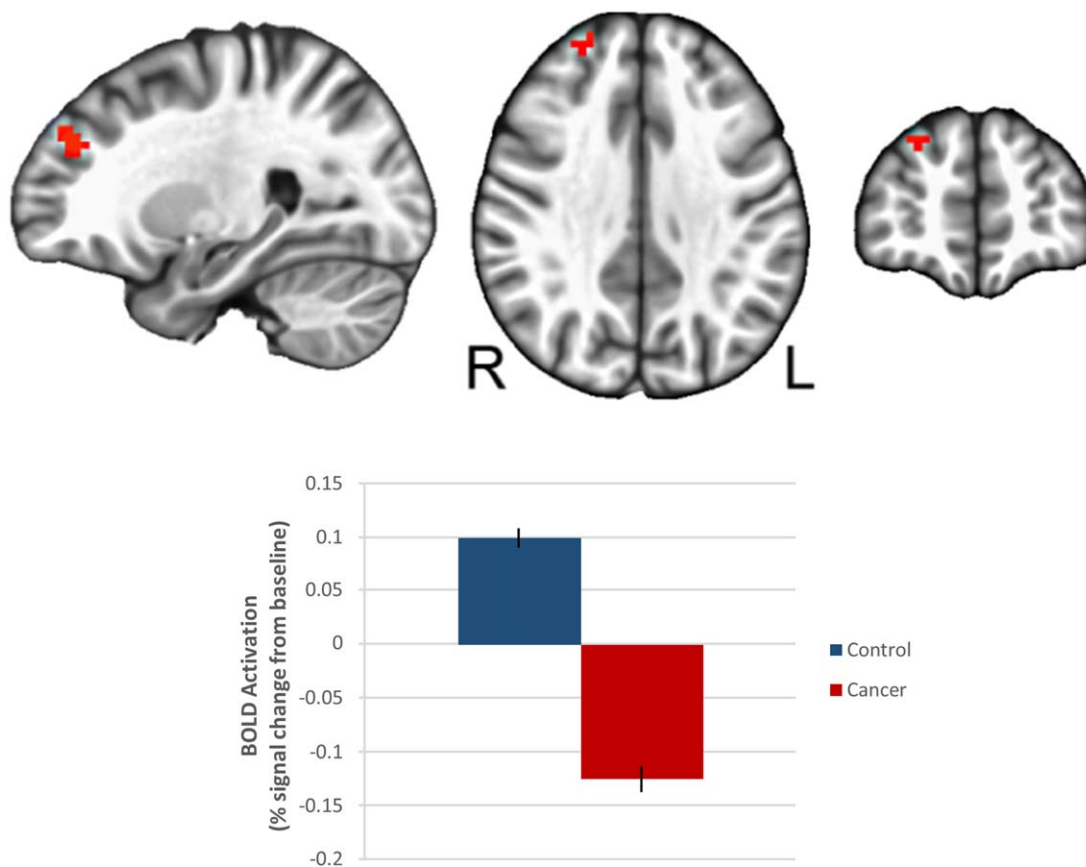 R
L
0.15
0.1
0.05
0
-0.05
-0.1
-0.15
-0.2
BOLD Activation
(% signal change from baseline)
Control
Cancer